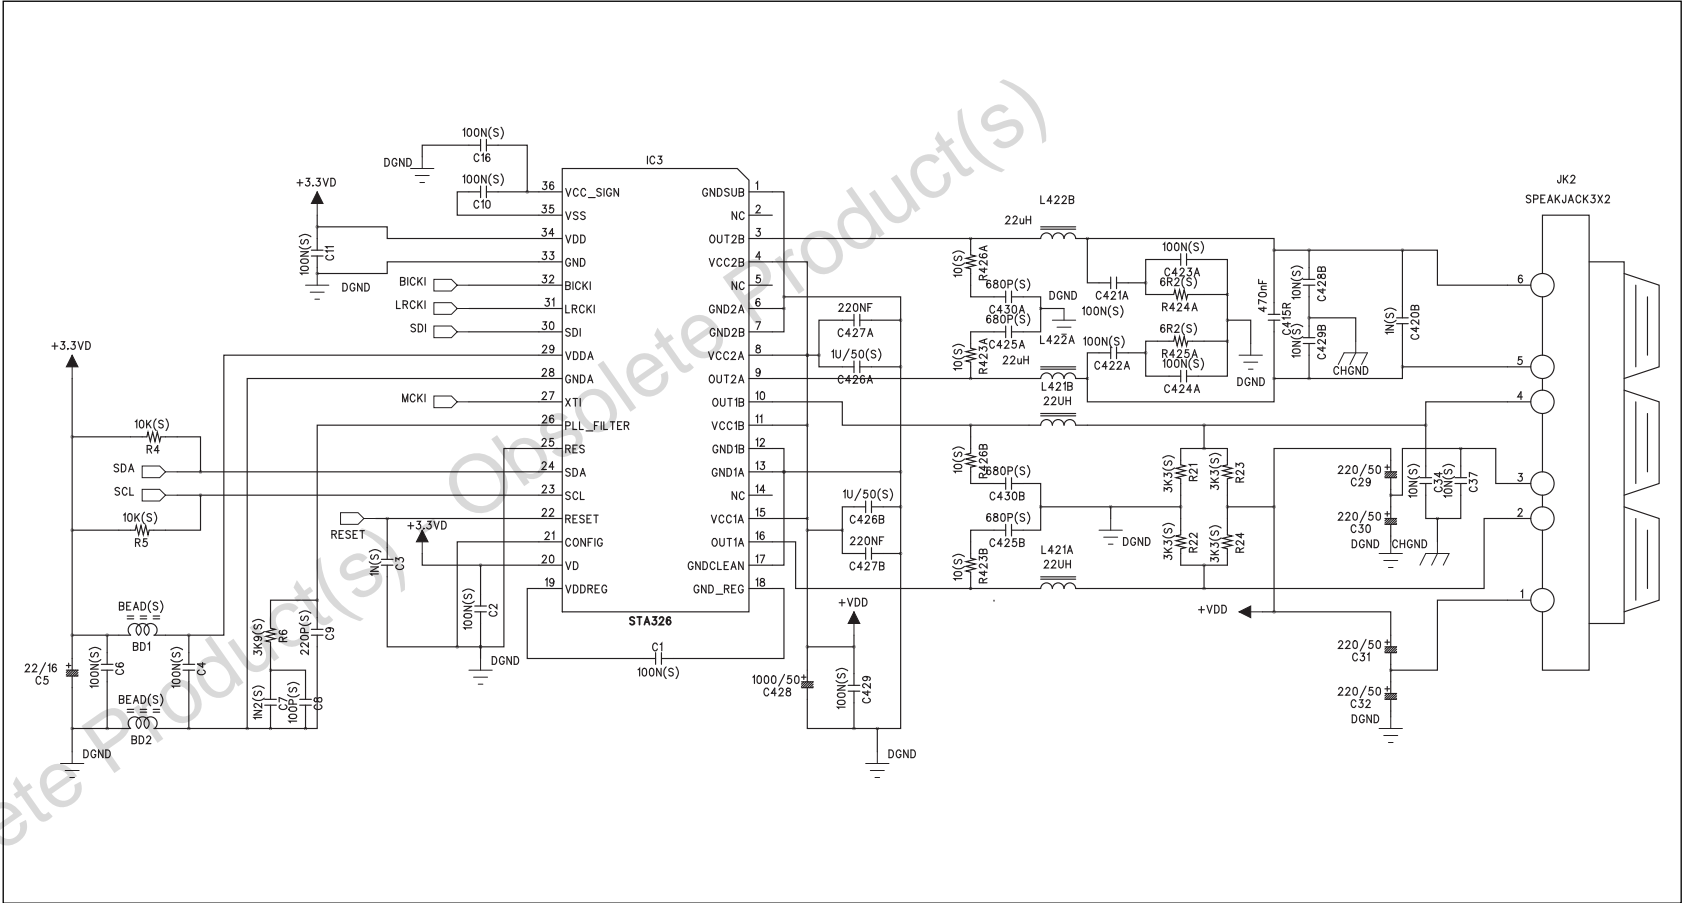 Obsolete Product(s)
ete Product(s)
IC3
STA326
36 VCC_SIGN
35 VSS
34 VDD
33 GND
32 BICKI
31 LRCKI
30 SDI
29 VDDA
28 GNDA
27 XTI
26 PLL_FILTER
25 RES
24 SDA
23 SCL
22 RESET
21 CONFIG
20 VD
19 VDDREG
GNDSUB 1
NC 2
OUT2B 3
VCC2B 4
NC 5
GND2A 6
GND2B 7
VCC2A 8
OUT2A 9
OUT1B 10
VCC1B 11
GND1B 12
GND1A 13
NC 14
VCC1A 15
OUT1A 16
GNDCLEAN 17
GND_REG 18
100N(S)
C16
DGND
100N(S)
C10
+3.3VD
100N(S)
C11
DGND
BICKI
LRCKI
SDI
MCKI
+3.3VD
10K(S)
R4
SDA
SCL
10K(S)
R5
RESET
+3.3VD
1N(S)
C3
100N(S)
C2
DGND
BEAD(S)
BD1
22/16
C5
100N(S)
C6
100N(S)
C4
BEAD(S)
BD2
DGND
3K9(S)
R6
220P(S)
C9
1N2(S)
C7
100P(S)
C8
C1
100N(S)
220NF
C427A
1U/50(S)
C426A
1U/50(S)
C426B
220NF
C427B
+VDD
1000/50
C428
100N(S)
C429
DGND
L422B
22uH
10(S)
R426A
680P(S)
C430A
DGND
680P(S)
C425A
L422A
22uH
10(S)
R423A
L421B
22UH
C421A
100N(S)
100N(S)
C423A
6R2(S)
R424A
100N(S)
C422A
6R2(S)
R425A
100N(S)
C424A
DGND
470nF
C415R
10N(S)
C428B
10N(S)
C429B
CHGND
1N(S)
C420B
10(S)
R426B
680P(S)
C430B
680P(S)
C425B
10(S)
R423B
L421A
22UH
DGND
3K3(S)
R21
3K3(S)
R23
3K3(S)
R22
3K3(S)
R24
220/50
C29
220/50
C30
DGND
CHGND
10N(S)
C34
10N(S)
C37
+VDD
220/50
C31
220/50
C32
DGND
JK2
SPEAKJACK3X2
6
5
4
3
2
1